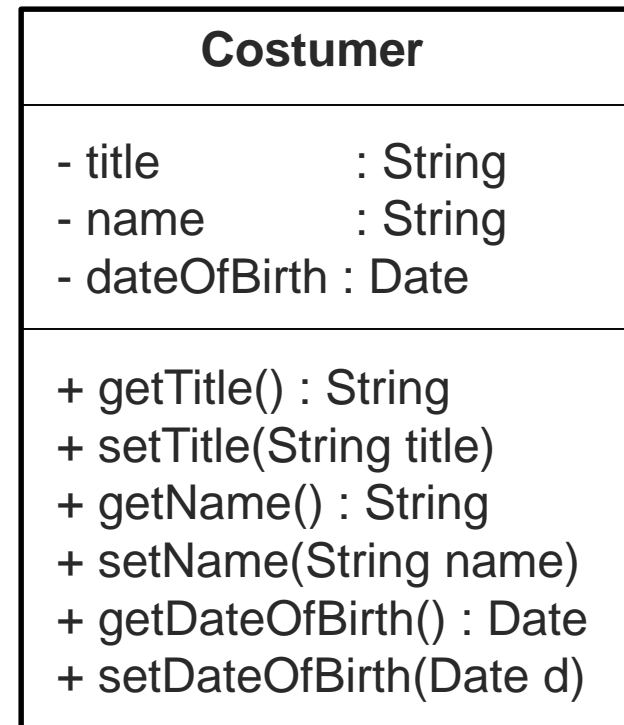 Costumer
- title : String
- name : String
- dateOfBirth : Date
+ getTitle() : String
+ setTitle(String title)
+ getName() : String
+ setName(String name)
+ getDateOfBirth() : Date
+ setDateOfBirth(Date d)